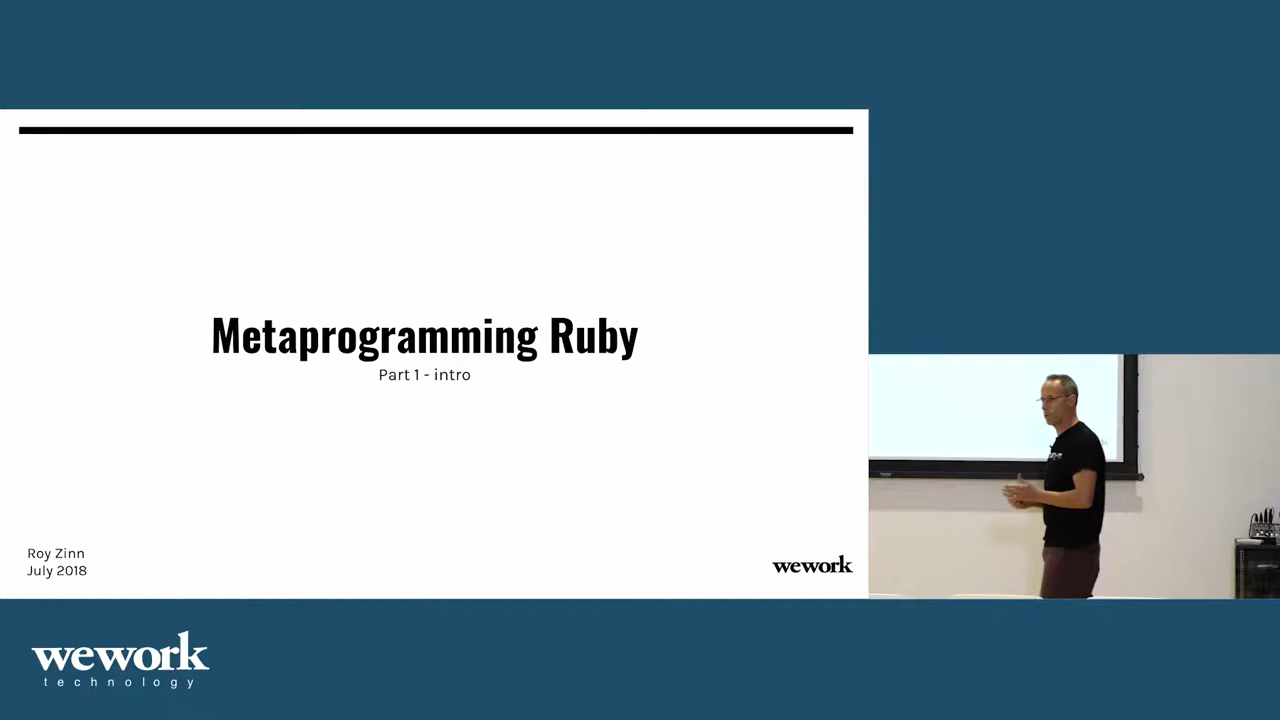 Metaprogramming Ruby
Part 1 - intro
Roy Zinn
July 2018
wework
wework
technology